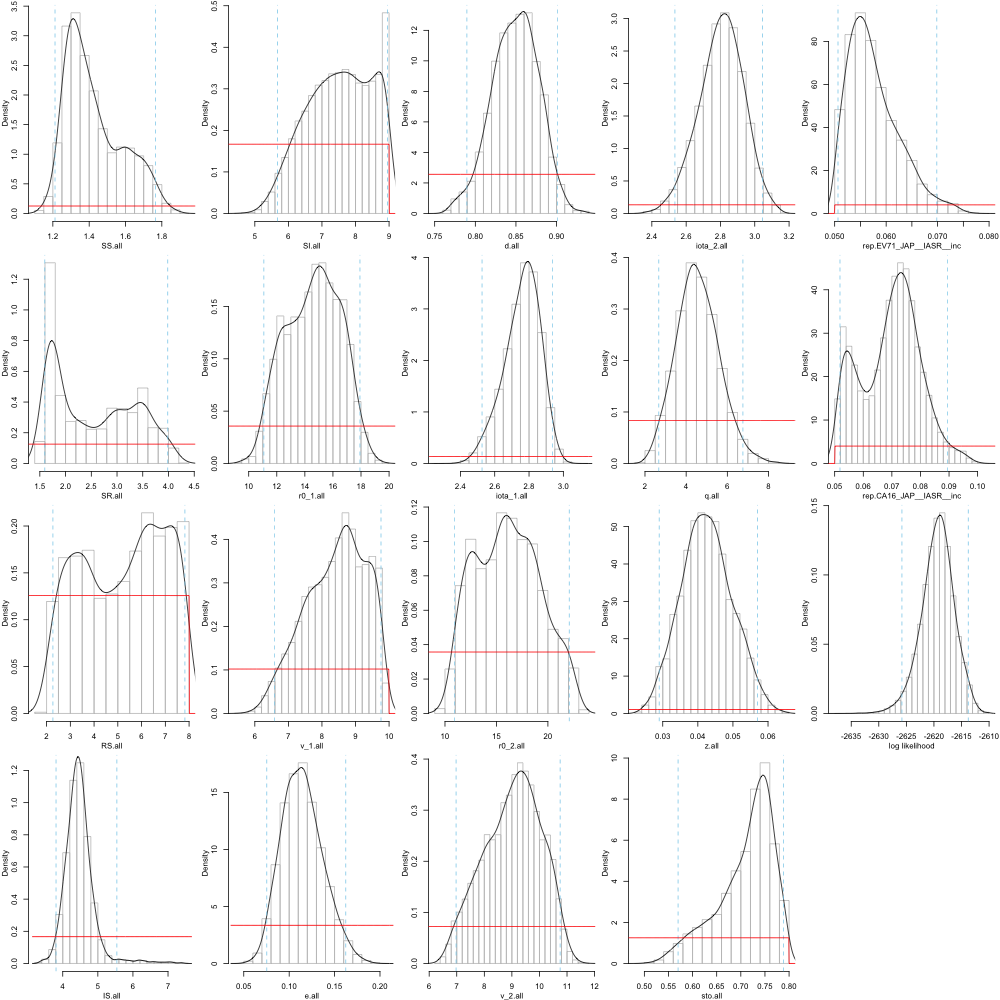 Density
0.0 0.5 1.0 1.5 2.0 2.5 3.0 3.5
1.2 1.4 1.6 1.8
SS.all
Density
0.0 0.1 0.2 0.3 0.4 0.5
5 6 7 8 9
SI.all
Density
0 2 4 6 8 10 12
0.75 0.80 0.85 0.90
d.all
Density
0.0 0.5 1.0 1.5 2.0 2.5 3.0
2.4 2.6 2.8 3.0 3.2
iota_2.all
Density
0 20 40 60 80
0.050 0.060 0.070 0.080
rep.EV71_JAP__IASR__inc
Density
0.0 0.2 0.4 0.6 0.8 1.0 1.2
1.5 2.0 2.5 3.0 3.5 4.0 4.5
SR.all
Density
0.00 0.05 0.10 0.15
10 12 14 16 18 20
r0_1.all
Density
0 1 2 3 4
2.4 2.6 2.8 3.0
iota_1.all
Density
0.0 0.1 0.2 0.3 0.4
2 4 6 8
q.all
Density
0 10 20 30 40
0.05 0.06 0.07 0.08 0.09 0.10
rep.CA16_JAP__IASR__inc
Density
0.00 0.05 0.10 0.15 0.20
2 3 4 5 6 7 8
RS.all
Density
0.0 0.1 0.2 0.3 0.4
6 7 8 9 10
v_1.all
Density
0.00 0.02 0.04 0.06 0.08 0.10 0.12
10 15 20
r0_2.all
Density
0 10 20 30 40 50
0.03 0.04 0.05 0.06
z.all
Density
0.00 0.05 0.10 0.15
-2635 -2625 -2620 -2615 -2610
log likelihood
Density
0.0 0.2 0.4 0.6 0.8 1.0 1.2
4 5 6 7
IS.all
Density
0 5 10 15
0.05 0.10 0.15 0.20
e.all
Density
0.0 0.1 0.2 0.3 0.4
6 7 8 9 10 11 12
v_2.all
Density
0 2 4 6 8 10
0.50 0.55 0.60 0.65 0.70 0.75 0.80
sto.all